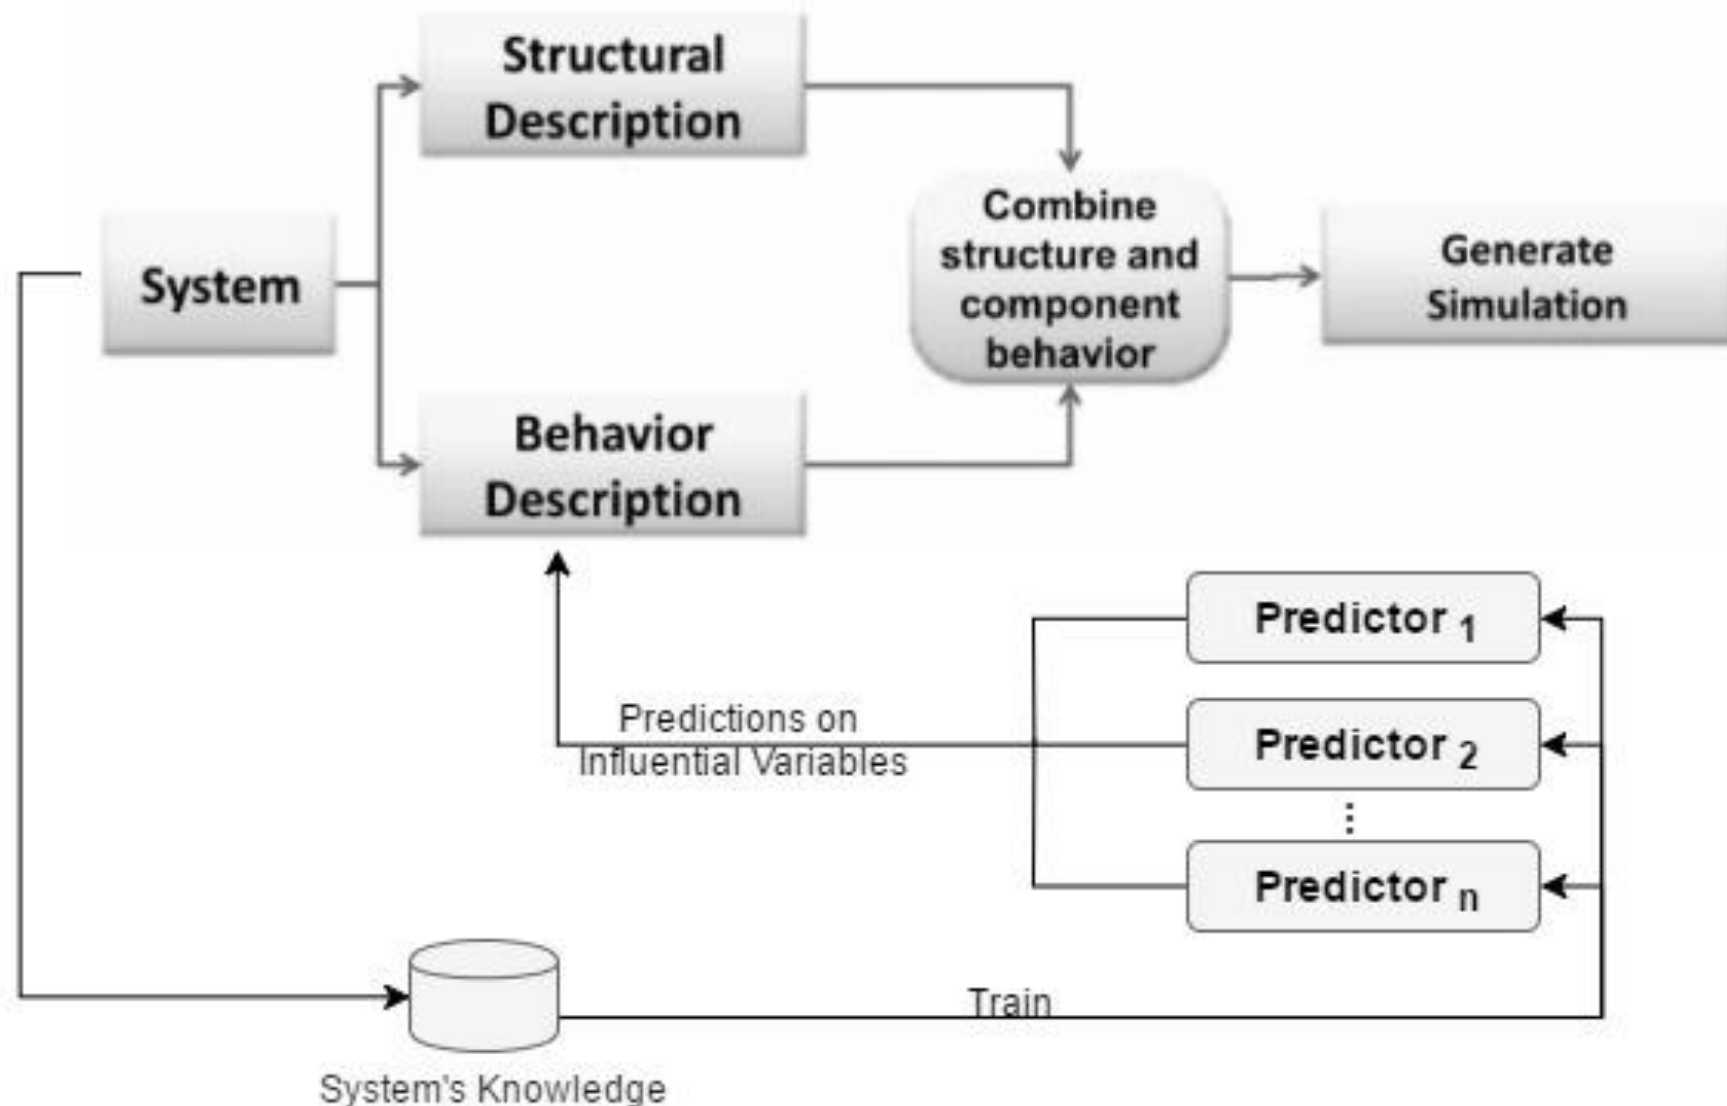 Structural
Description
System
Combine
structure and
component
behavior
Generate
Simulation
Behavior
Description
Predictor 1
Predictions on
Influential Variables
Predictor 2
⋮
Predictor n
Train
System's Knowledge